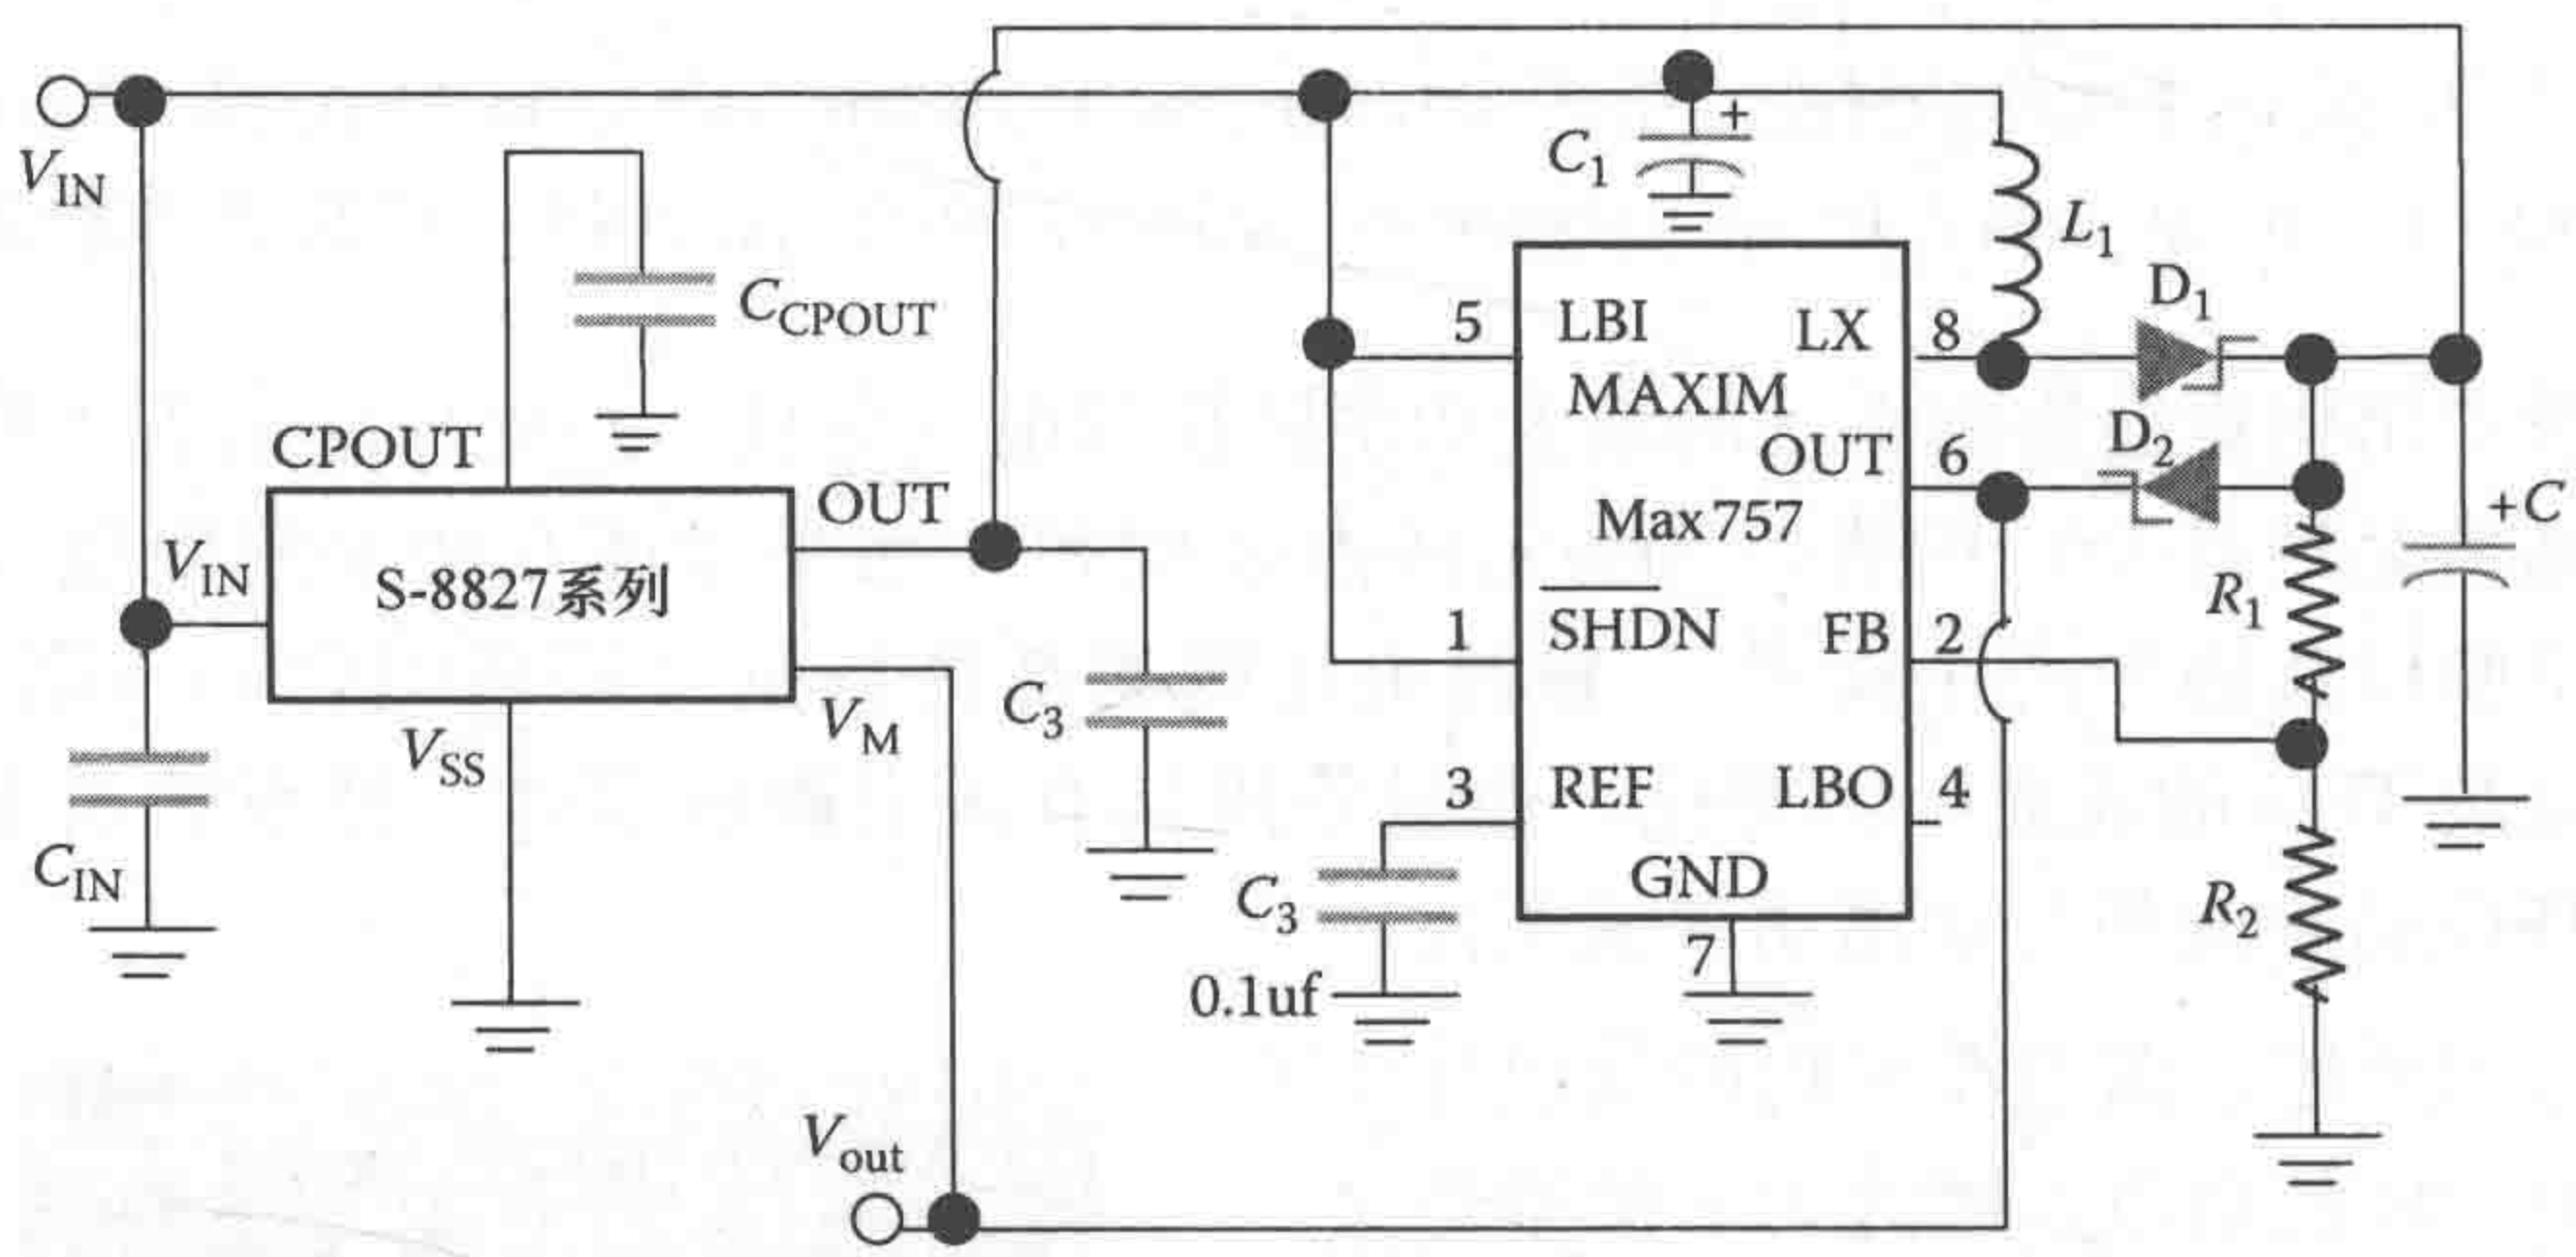 V_IN
C_CPOUT
CPOUT
OUT
V_IN
S-8827系列
V_M
V_SS
C_IN
C_3
V_out
C_1
+
L_1
D_1
5
LBI
LX
8
MAXIM
D_2
OUT
6
Max757
+C
R_1
1
SHDN
FB
2
3
REF
LBO
4
C_3
GND
R_2
0.1uf
7